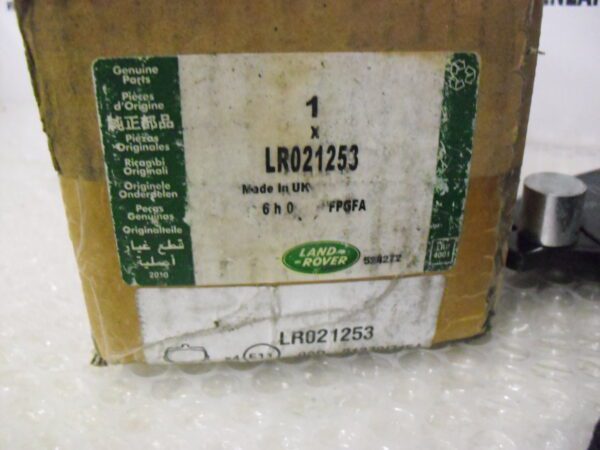 Genuine
Parts
Pièces
d'Origine
純正部品
Piezas
Originales
Ricambi
Originali
Originele
Onderdelen
Peças
Genuínas
Originalteile
قطع غيار
أصلية
2010
1
x
LR021253
Made in UK
6 h 0 FPGFA
LAND-
-ROVER
LR021253
E11